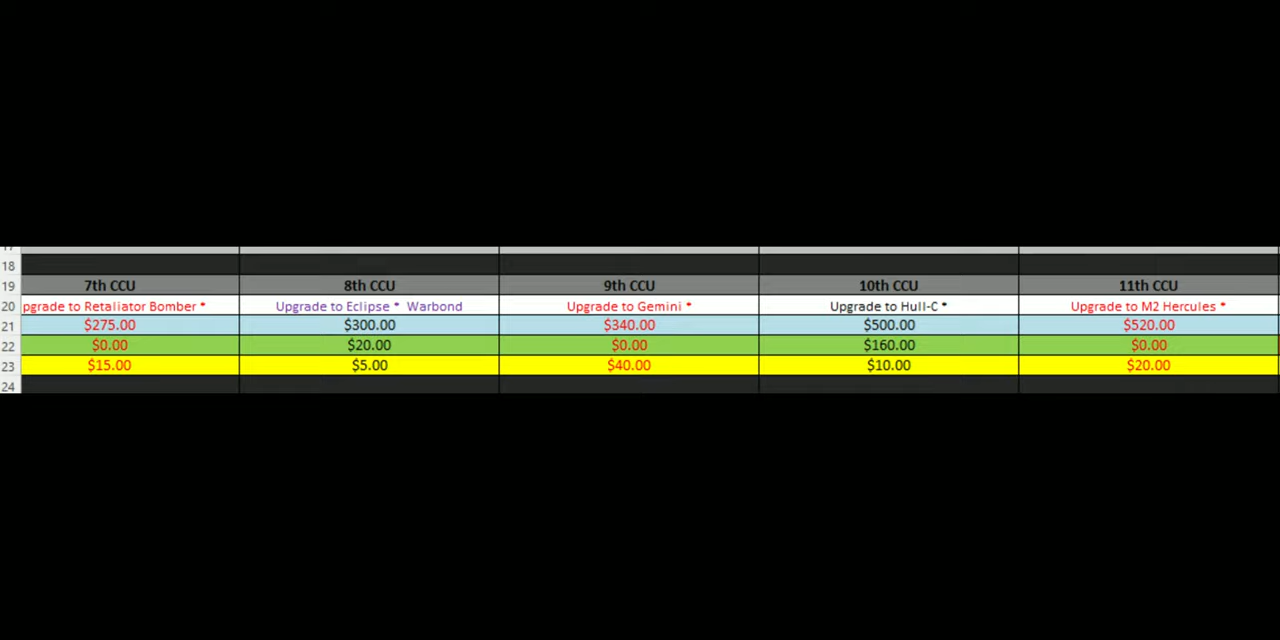 18
19 7th CCU 8th CCU 9th CCU 10th CCU 11th CCU
20 pgrade to Retaliator Bomber * Upgrade to Eclipse * Warbond Upgrade to Gemini * Upgrade to Hull-C * Upgrade to M2 Hercules *
21 $275.00 $300.00 $340.00 $500.00 $520.00
22 $0.00 $20.00 $0.00 $160.00 $0.00
23 $15.00 $5.00 $40.00 $10.00 $20.00
24